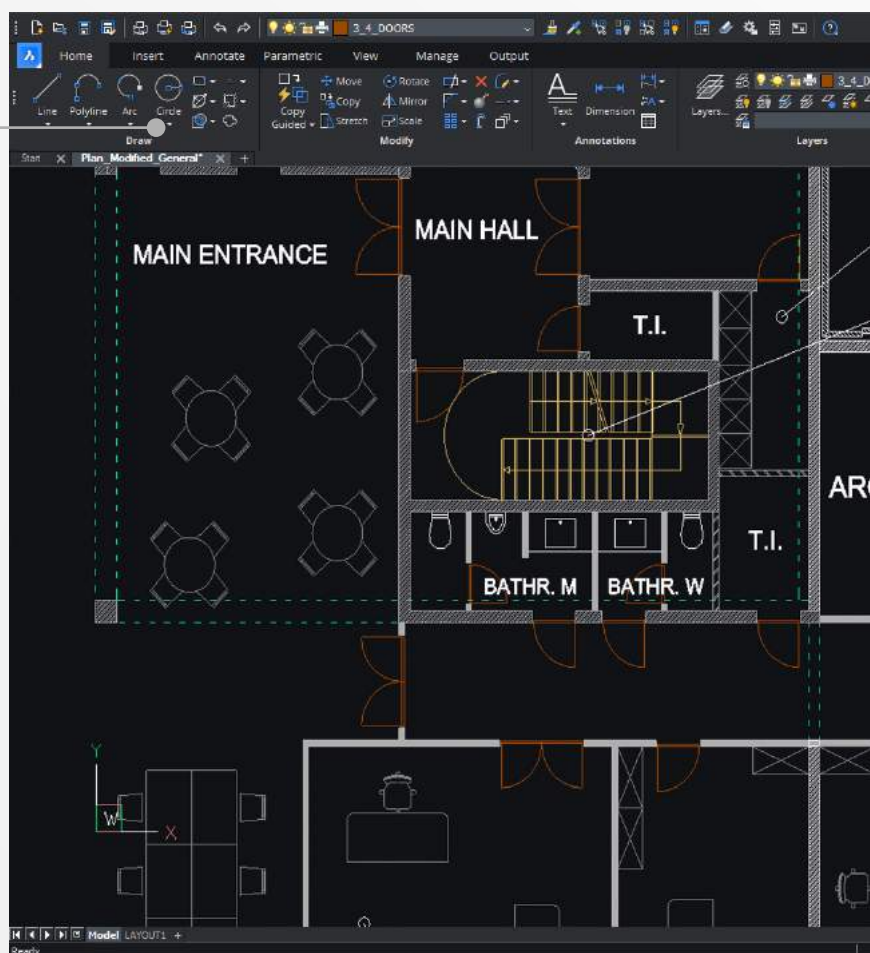 3_4_DOORS
Home Insert Annotate Parametric View Manage Output
Line Polyline Arc Circle
Copy Guided
Move
Copy
Stretch
Rotate
Mirror
Scale
Text Dimension
Layers...
3_4_D
Draw Modify Annotations Layers
Start Plan_Modified_General*
MAIN ENTRANCE
MAIN HALL
T.I.
ARC
T.I.
BATHR. M BATHR. W
Y
W
X
Model LAYOUT1 +
Ready